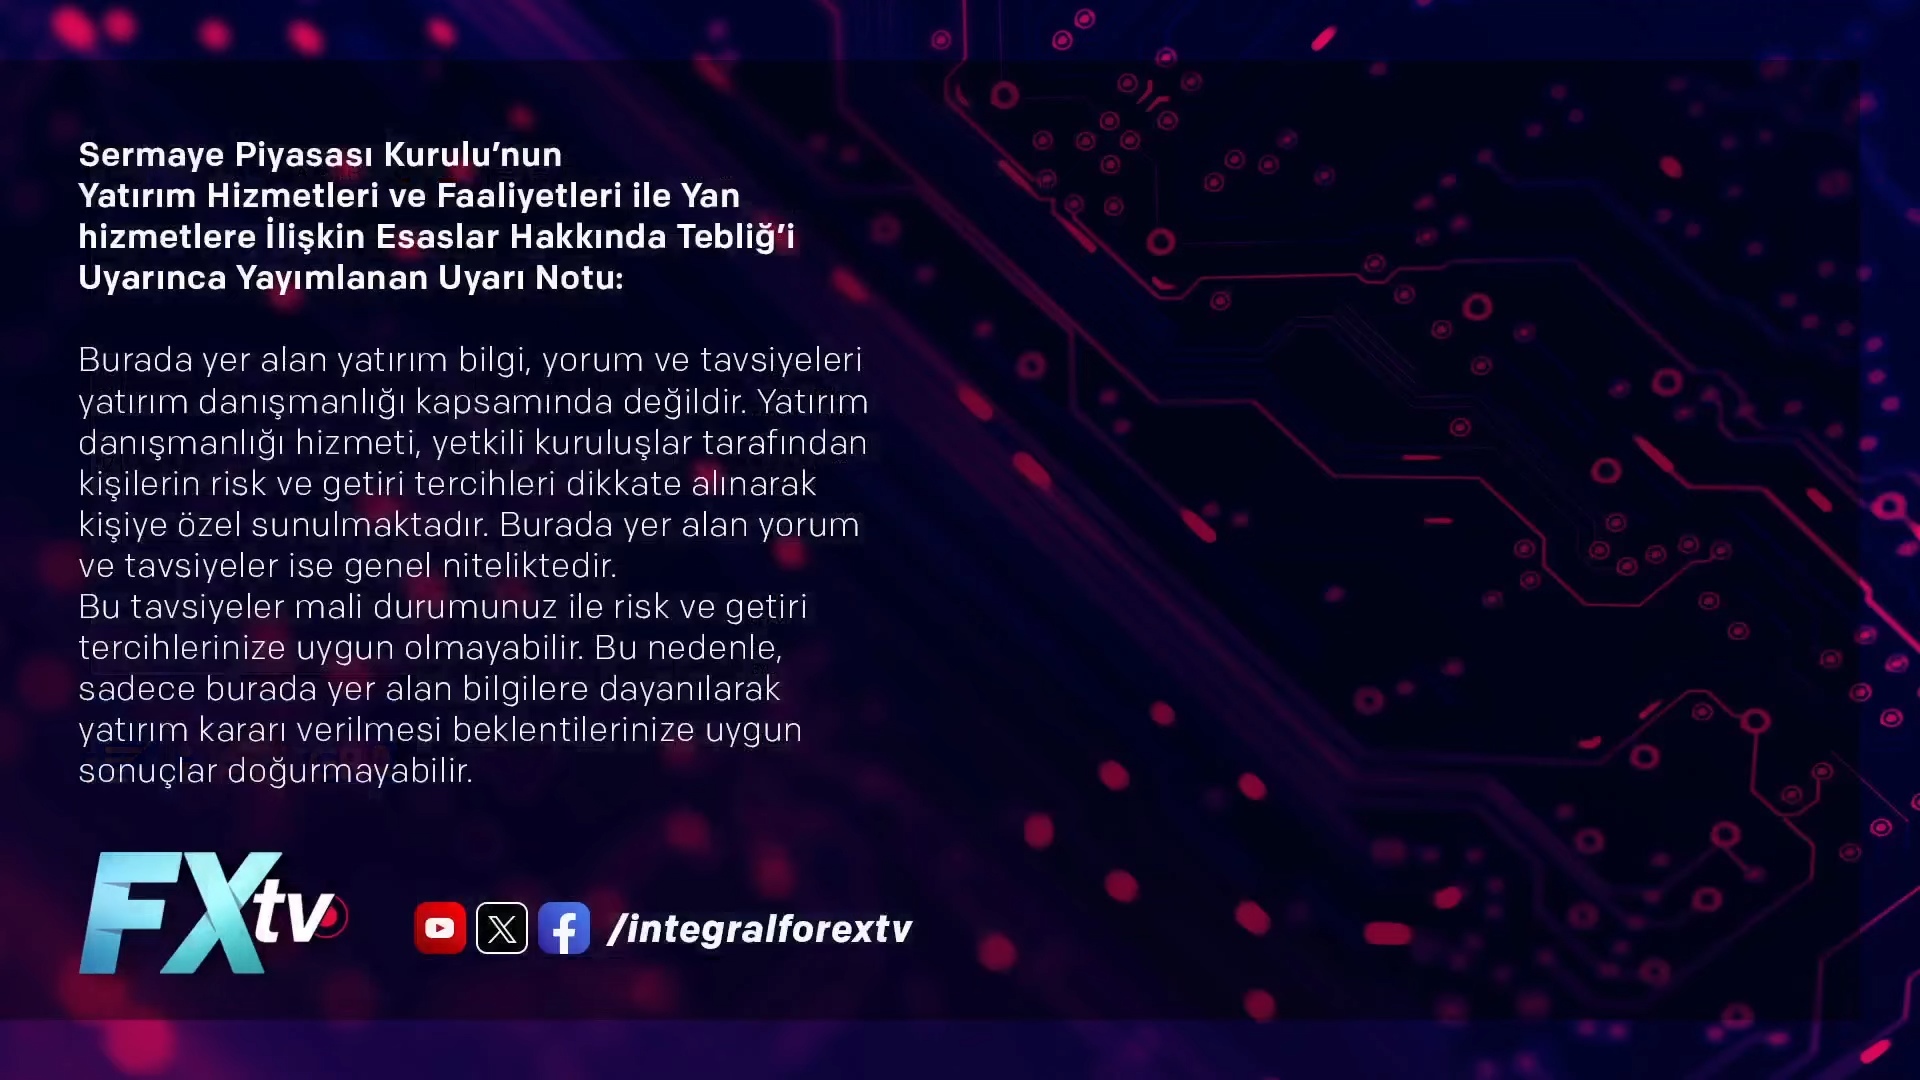 Sermaye Piyasası Kurulu’nun
Yatırım Hizmetleri ve Faaliyetleri ile Yan
hizmetlere İlişkin Esaslar Hakkında Tebliğ’i
Uyarınca Yayımlanan Uyarı Notu:
Burada yer alan yatırım bilgi, yorum ve tavsiyeleri
yatırım danışmanlığı kapsamında değildir. Yatırım
danışmanlığı hizmeti, yetkili kuruluşlar tarafından
kişilerin risk ve getiri tercihleri dikkate alınarak
kişiye özel sunulmaktadır. Burada yer alan yorum
ve tavsiyeler ise genel niteliktedir.
Bu tavsiyeler mali durumunuz ile risk ve getiri
tercihlerinize uygun olmayabilir. Bu nedenle,
sadece burada yer alan bilgilere dayanılarak
yatırım kararı verilmesi beklentilerinize uygun
sonuçlar doğurmayabilir.
FXtv
/integralforextv